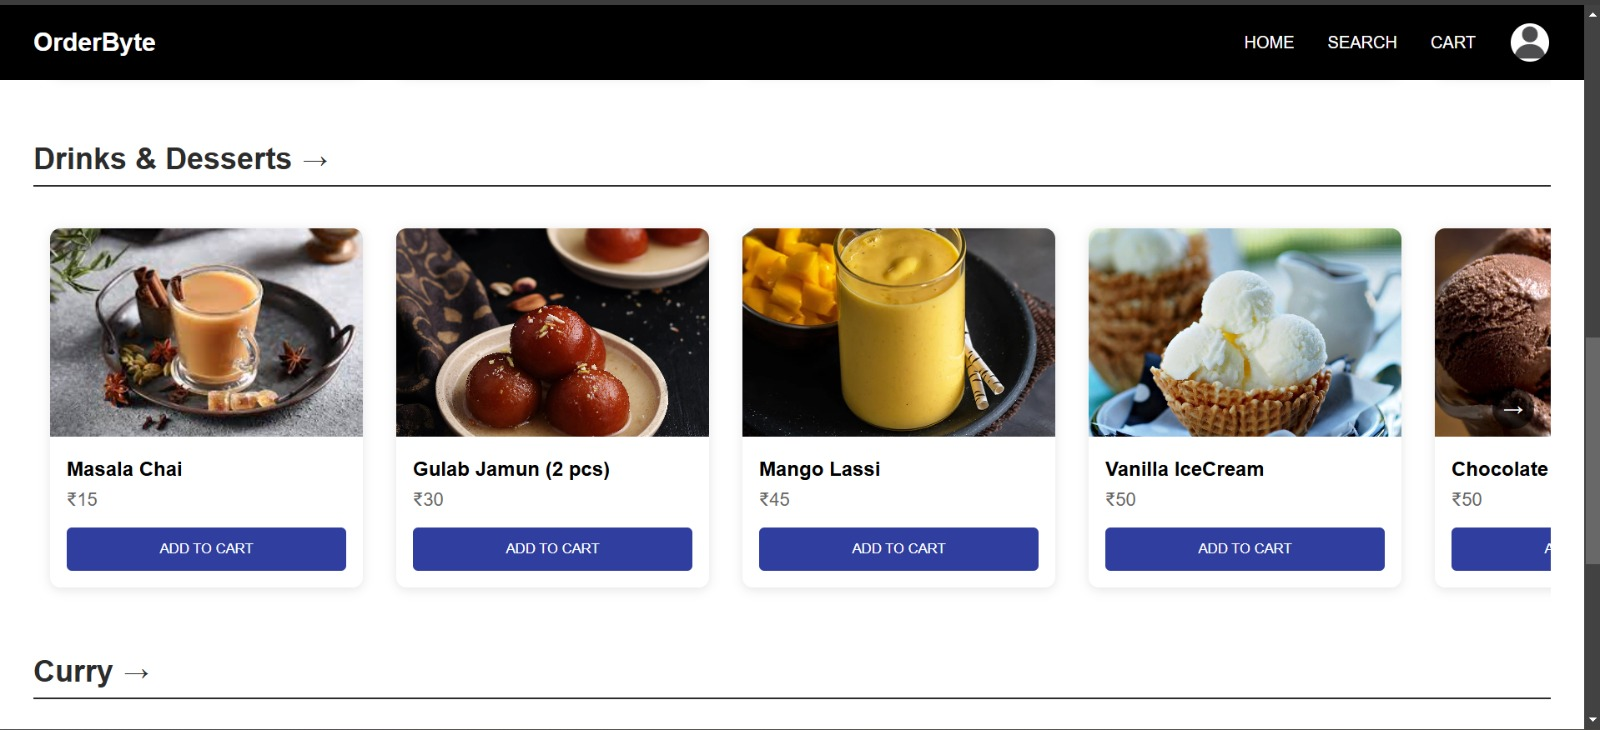 OrderByte
HOME SEARCH CART
Drinks & Desserts →
Masala Chai
₹15
ADD TO CART
Gulab Jamun (2 pcs)
₹30
ADD TO CART
Mango Lassi
₹45
ADD TO CART
Vanilla IceCream
₹50
ADD TO CART
Chocolate
₹50
→
Curry →